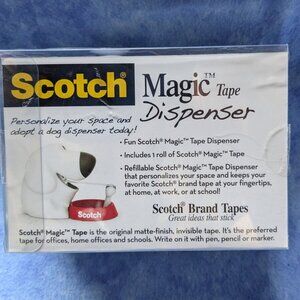 Scotch® Magic™ Tape
Dispenser
Personalize your space and
adopt a dog dispenser today!
• Fun Scotch® Magic™ Tape Dispenser
• Includes 1 roll of Scotch® Magic™ Tape
• Refillable Scotch® Magic™ Tape Dispenser
that personalizes your space and keeps your
favorite Scotch® brand tape at your fingertips,
at home, at work, or at school!
Scotch
Scotch® Brand Tapes
Great ideas that stick™
Scotch® Magic™ Tape is the original matte-finish, invisible tape. It's the preferred
tape for offices, home offices and schools. Write on it with pen, pencil or marker.